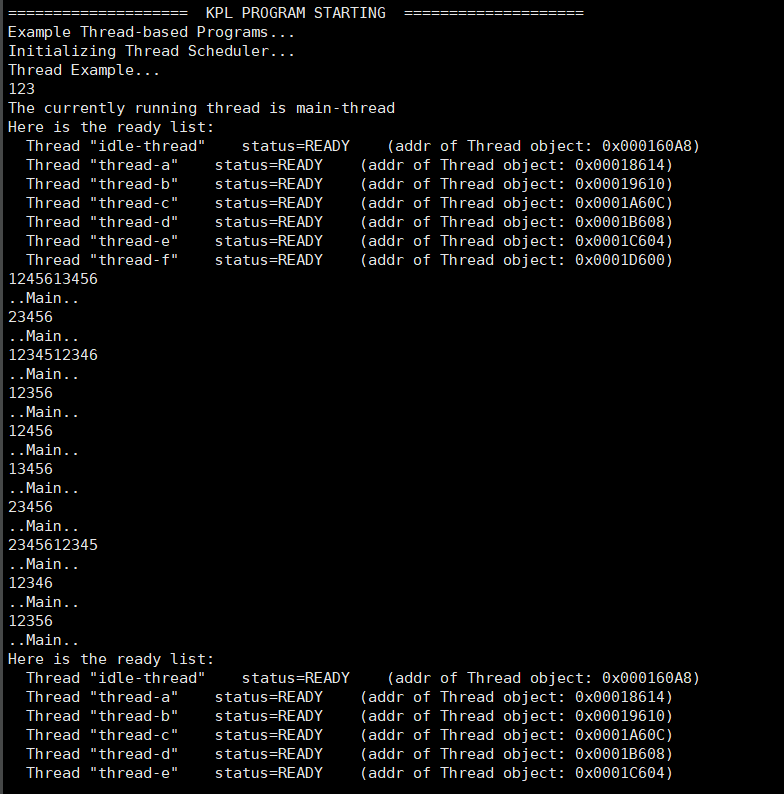 ====================  KPL PROGRAM STARTING  ====================
Example Thread-based Programs...
Initializing Thread Scheduler...
Thread Example...
123
The currently running thread is main-thread
Here is the ready list:
  Thread "idle-thread"    status=READY    (addr of Thread object: 0x000160A8)
  Thread "thread-a"    status=READY    (addr of Thread object: 0x00018614)
  Thread "thread-b"    status=READY    (addr of Thread object: 0x00019610)
  Thread "thread-c"    status=READY    (addr of Thread object: 0x0001A60C)
  Thread "thread-d"    status=READY    (addr of Thread object: 0x0001B608)
  Thread "thread-e"    status=READY    (addr of Thread object: 0x0001C604)
  Thread "thread-f"    status=READY    (addr of Thread object: 0x0001D600)
1245613456
..Main..
23456
..Main..
1234512346
..Main..
12356
..Main..
12456
..Main..
13456
..Main..
23456
..Main..
2345612345
..Main..
12346
..Main..
12356
..Main..
Here is the ready list:
  Thread "idle-thread"    status=READY    (addr of Thread object: 0x000160A8)
  Thread "thread-a"    status=READY    (addr of Thread object: 0x00018614)
  Thread "thread-b"    status=READY    (addr of Thread object: 0x00019610)
  Thread "thread-c"    status=READY    (addr of Thread object: 0x0001A60C)
  Thread "thread-d"    status=READY    (addr of Thread object: 0x0001B608)
  Thread "thread-e"    status=READY    (addr of Thread object: 0x0001C604)